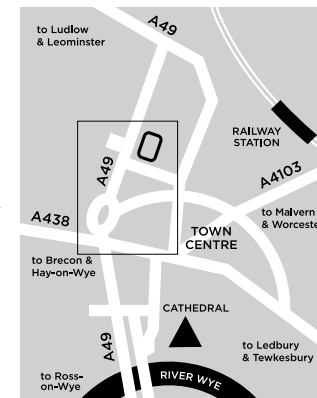 to Ludlow
& Leominster
A49
RAILWAY
STATION
A49
A4103
A438
to Malvern
& Worceste
TOWN
CENTRE
to Brecon &
Hay-on-Wye
CATHEDRAL
A49
to Ledbury
& Tewkesbury
to Ross-
on-Wye
RIVER WYE